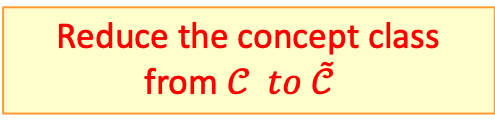 Reduce the concept class
from 𝒞 to 𝒞̃